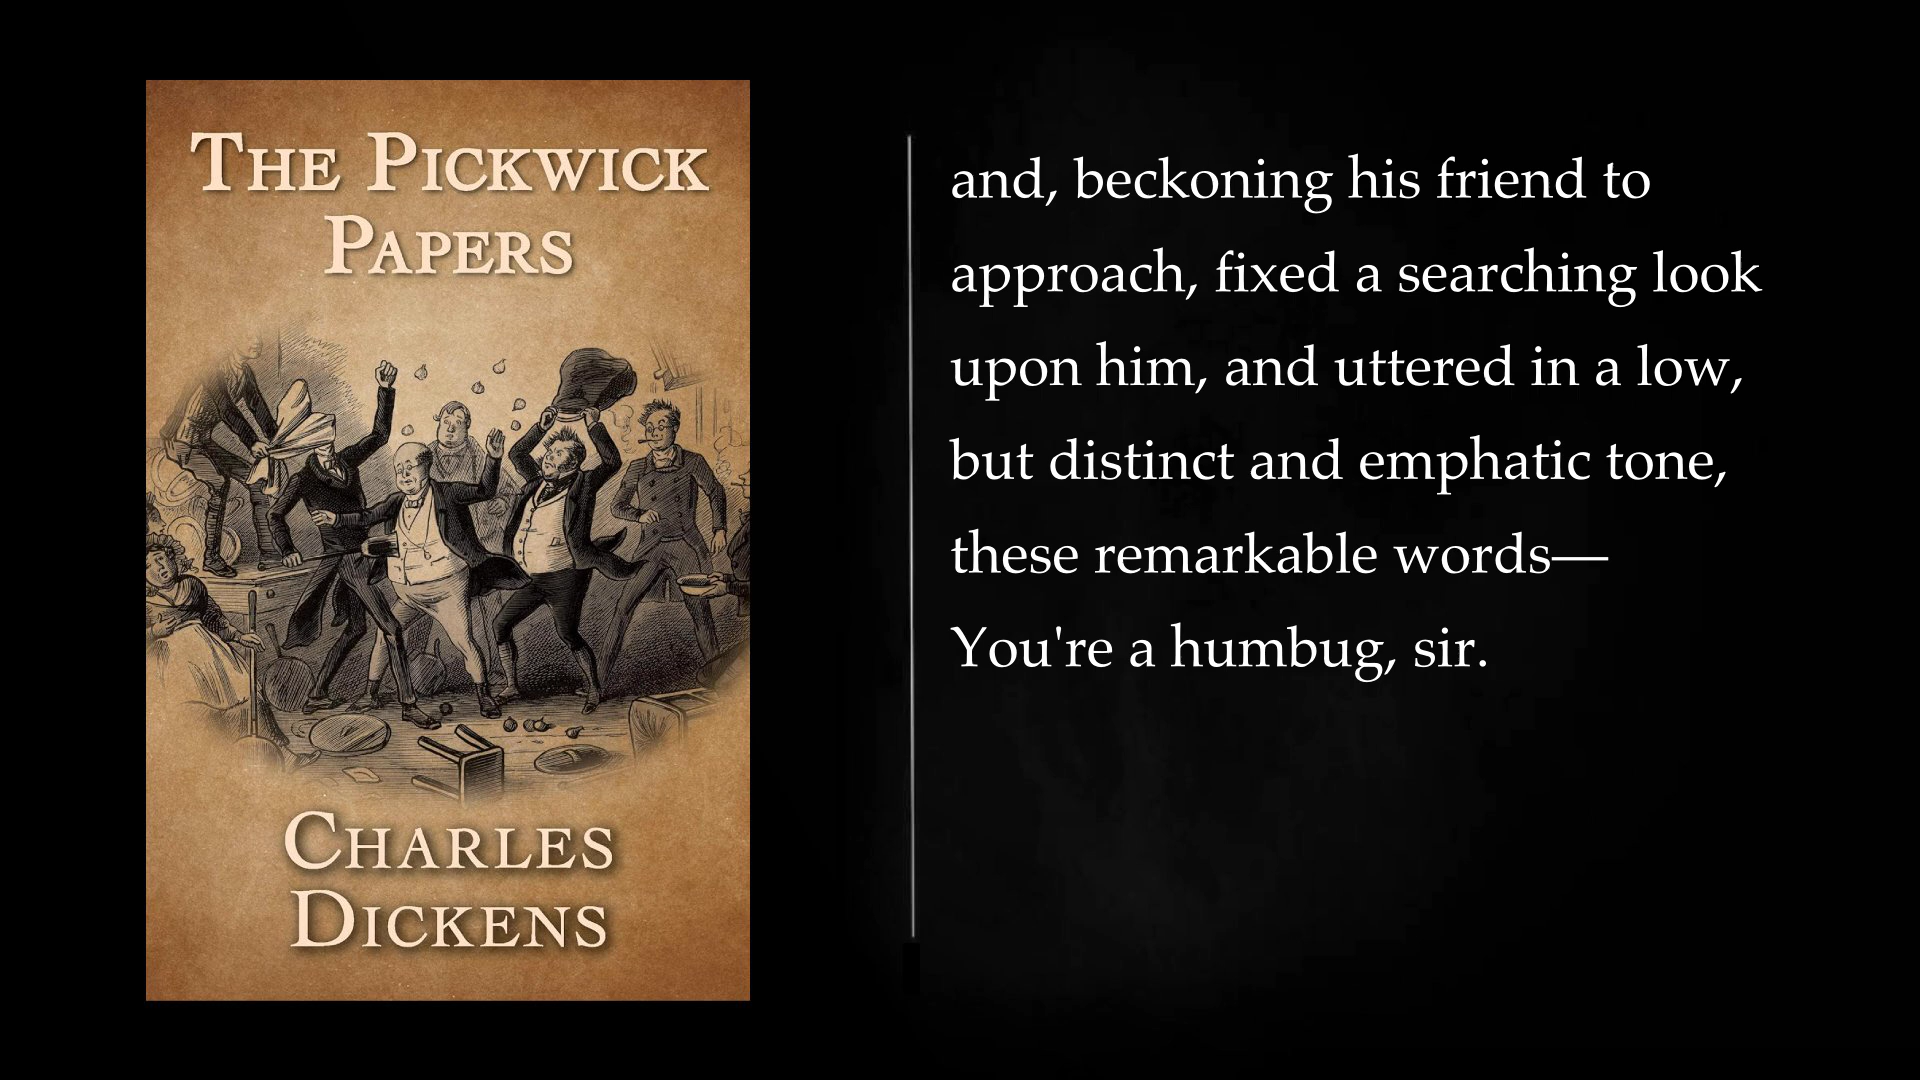 THE PICKWICK
PAPERS
CHARLES
DICKENS
and, beckoning his friend to
approach, fixed a searching look
upon him, and uttered in a low,
but distinct and emphatic tone,
these remarkable words—
You're a humbug, sir.